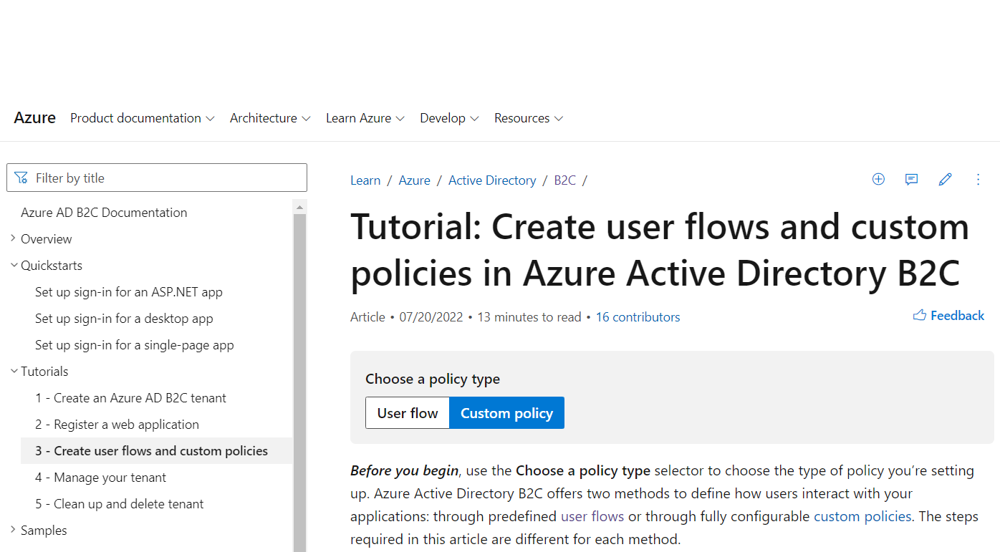 Azure Product documentation Architecture Learn Azure Develop Resources
Filter by title
Azure AD B2C Documentation
Overview
Quickstarts
Set up sign-in for an ASP.NET app
Set up sign-in for a desktop app
Set up sign-in for a single-page app
Tutorials
1 - Create an Azure AD B2C tenant
2 - Register a web application
3 - Create user flows and custom policies
4 - Manage your tenant
5 - Clean up and delete tenant
Samples
Learn / Azure / Active Directory / B2C /
Tutorial: Create user flows and custom
policies in Azure Active Directory B2C
Article • 07/20/2022 • 13 minutes to read • 16 contributors
Feedback
Choose a policy type
User flow Custom policy
Before you begin, use the Choose a policy type selector to choose the type of policy you’re setting
up. Azure Active Directory B2C offers two methods to define how users interact with your
applications: through predefined user flows or through fully configurable custom policies. The steps
required in this article are different for each method.